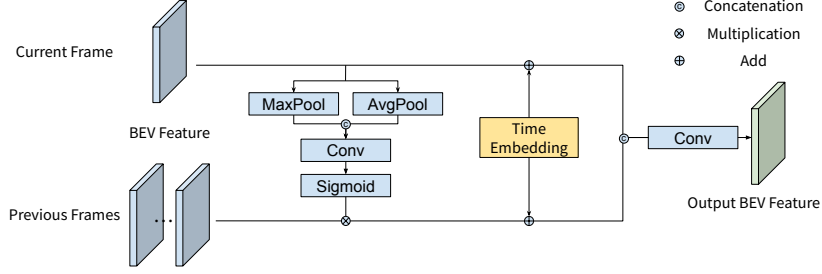 Concatenation
Multiplication
Add
Current Frame
MaxPool
AvgPool
BEV Feature
C
Time
Embedding
C
Conv
Conv
Sigmoid
Previous Frames
Output BEV Feature